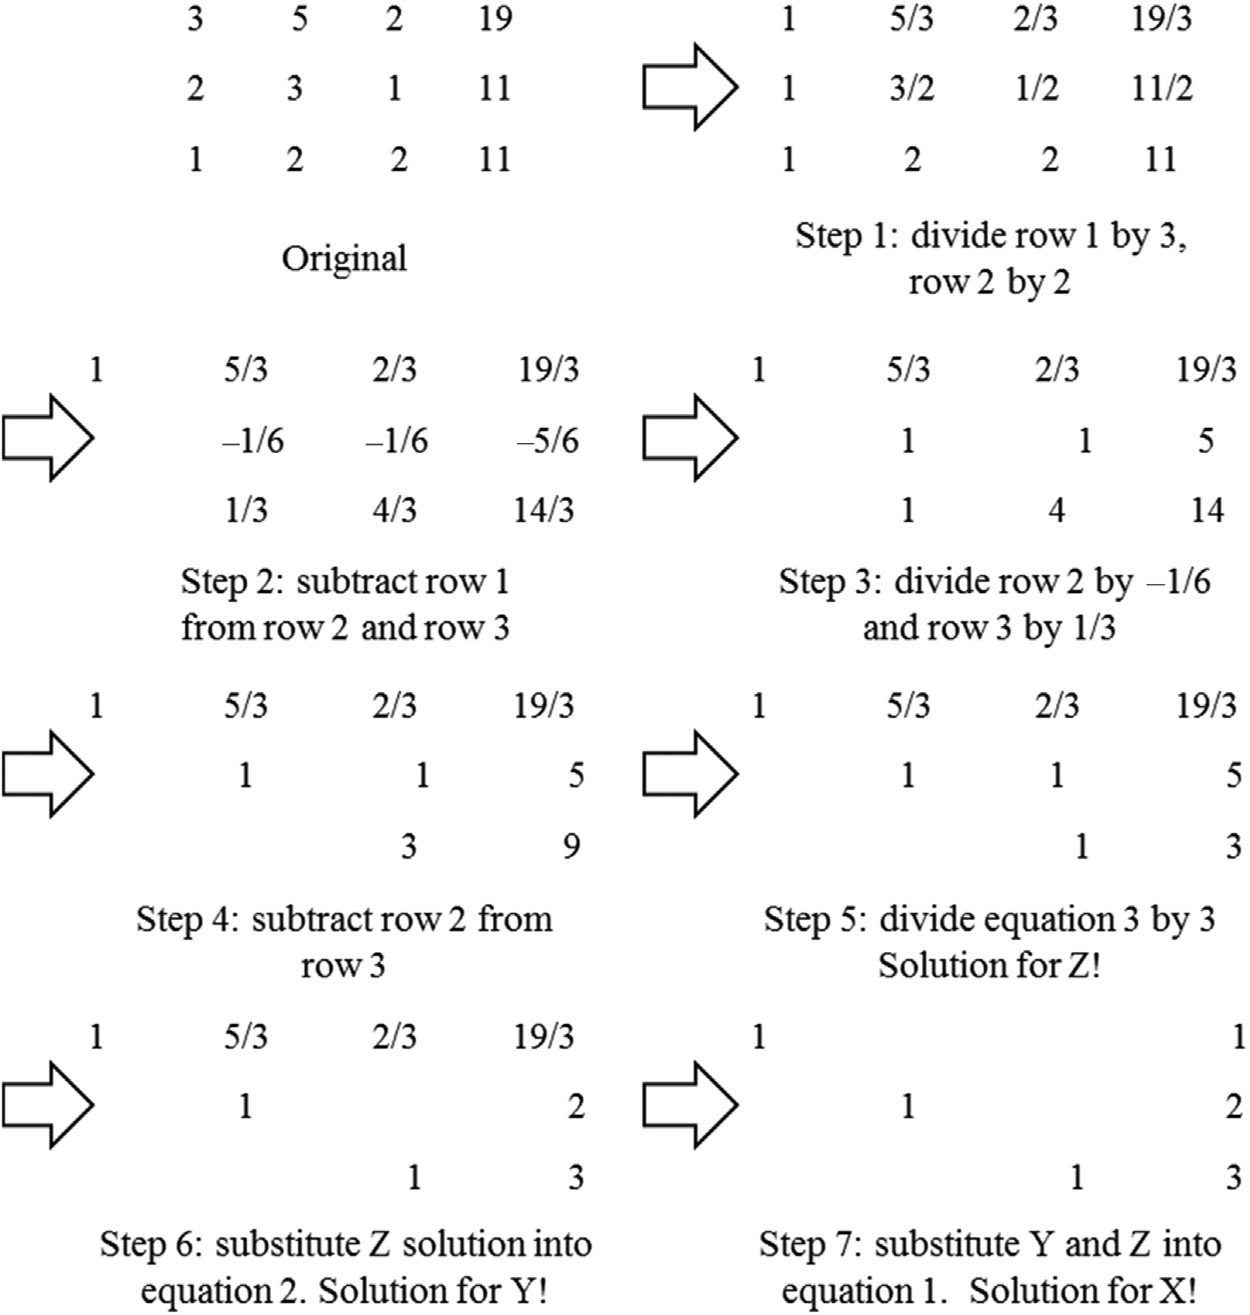 3 5 2 19
2 3 1 11
1 2 2 11
Original
1 5/3 2/3 19/3
1 3/2 1/2 11/2
1 2 2 11
Step 1: divide row 1 by 3,
row 2 by 2
1 5/3 2/3 19/3
–1/6 –1/6 –5/6
1/3 4/3 14/3
Step 2: subtract row 1
from row 2 and row 3
1 5/3 2/3 19/3
1 1 5
1 4 14
Step 3: divide row 2 by –1/6
and row 3 by 1/3
1 5/3 2/3 19/3
1 1 5
3 9
Step 4: subtract row 2 from
row 3
1 5/3 2/3 19/3
1 1 5
1 3
Step 5: divide equation 3 by 3
Solution for Z!
1 5/3 2/3 19/3
1 2
1 3
Step 6: substitute Z solution into
equation 2. Solution for Y!
1 1
1 2
1 3
Step 7: substitute Y and Z into
equation 1. Solution for X!